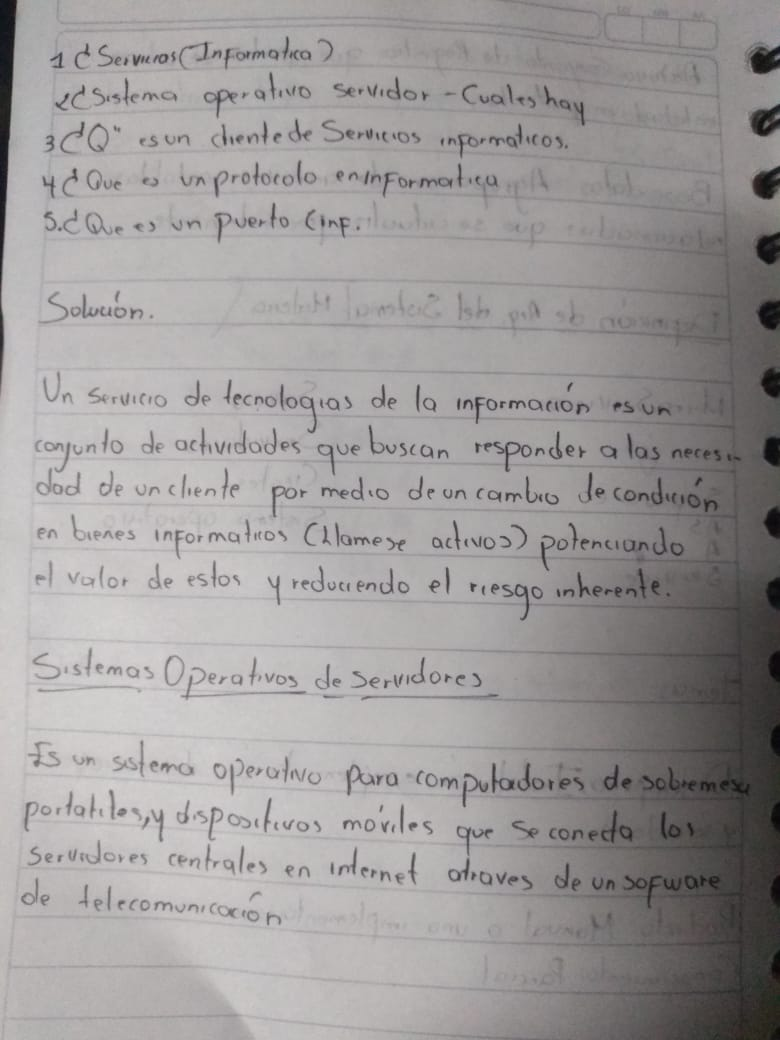 1 ¿Servicios (Informatica)
2¿Sistema operativo servidor - Cuales hay
3¿Q" es un cliente de Servicios informaticos.
4¿Que es un protocolo en informatica
5.¿Que es un puerto (inf.
Solución.
Un servicio de tecnologias de la información es un
conjunto de actividades que buscan responder a las necesi-
dad de un cliente por medio de un cambio de condición
en bienes informaticos (Llamese activos) potenciando
el valor de estos y reduciendo el riesgo inherente.
Sistemas Operativos de servidores
Es un sistema operativo para computadores de sobremesa
portatiles, y dispositivos móviles que se conecta los
servidores centrales en internet atraves de un sofware
de telecomunicación